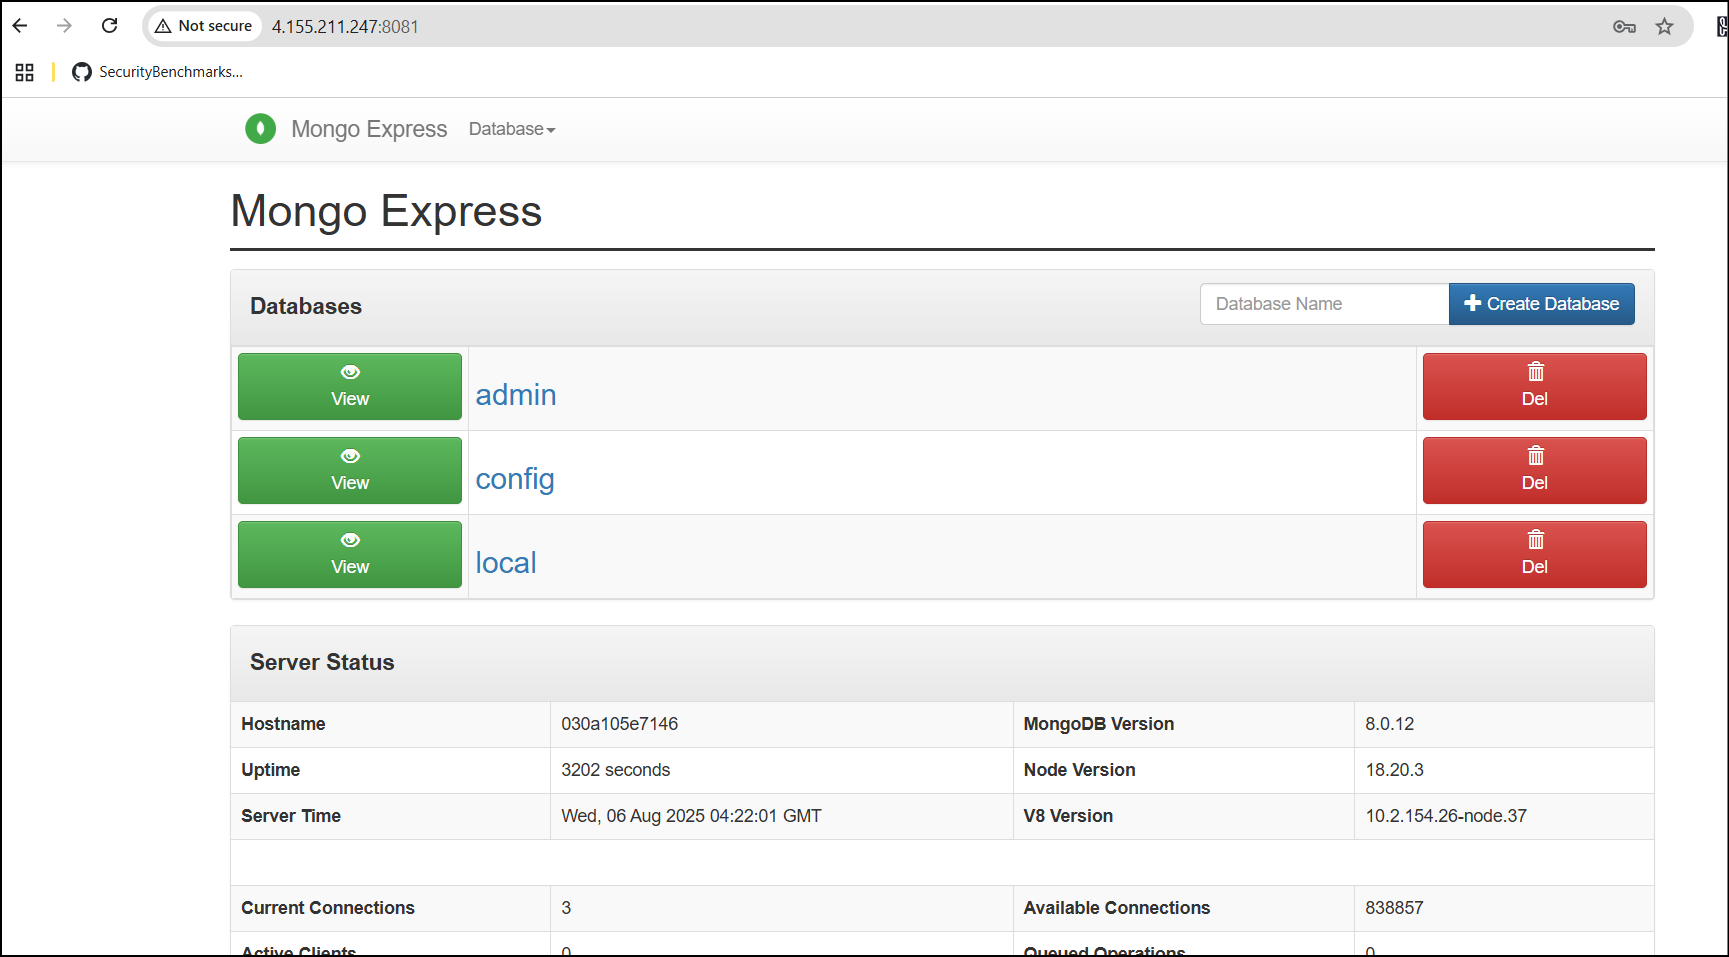 Not secure 4.155.211.247:8081
SecurityBenchmarks...
Mongo Express Database
Mongo Express
Databases Database Name Create Database
View admin Del
View config Del
View local Del
Server Status
Hostname 030a105e7146 MongoDB Version 8.0.12
Uptime 3202 seconds Node Version 18.20.3
Server Time Wed, 06 Aug 2025 04:22:01 GMT V8 Version 10.2.154.26-node.37
Current Connections 3 Available Connections 838857
Active Clients 0 Queued Operations 0